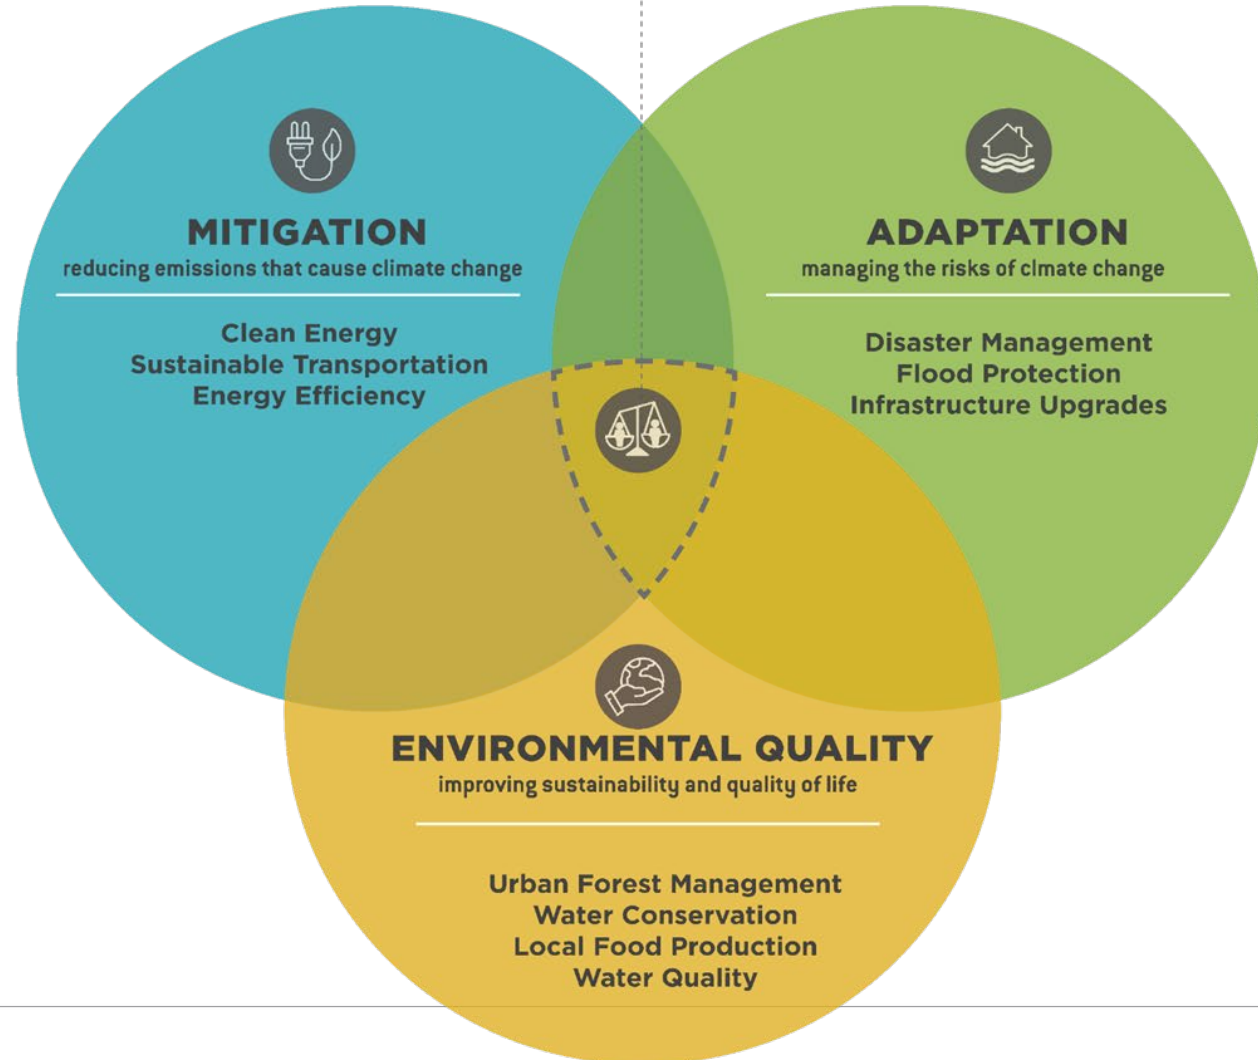 MITIGATION
reducing emissions that cause climate change
Clean Energy
Sustainable Transportation
Energy Efficiency
ADAPTATION
managing the risks of clmate change
Disaster Management
Flood Protection
Infrastructure Upgrades
ENVIRONMENTAL QUALITY
improving sustainability and quality of life
Urban Forest Management
Water Conservation
Local Food Production
Water Quality